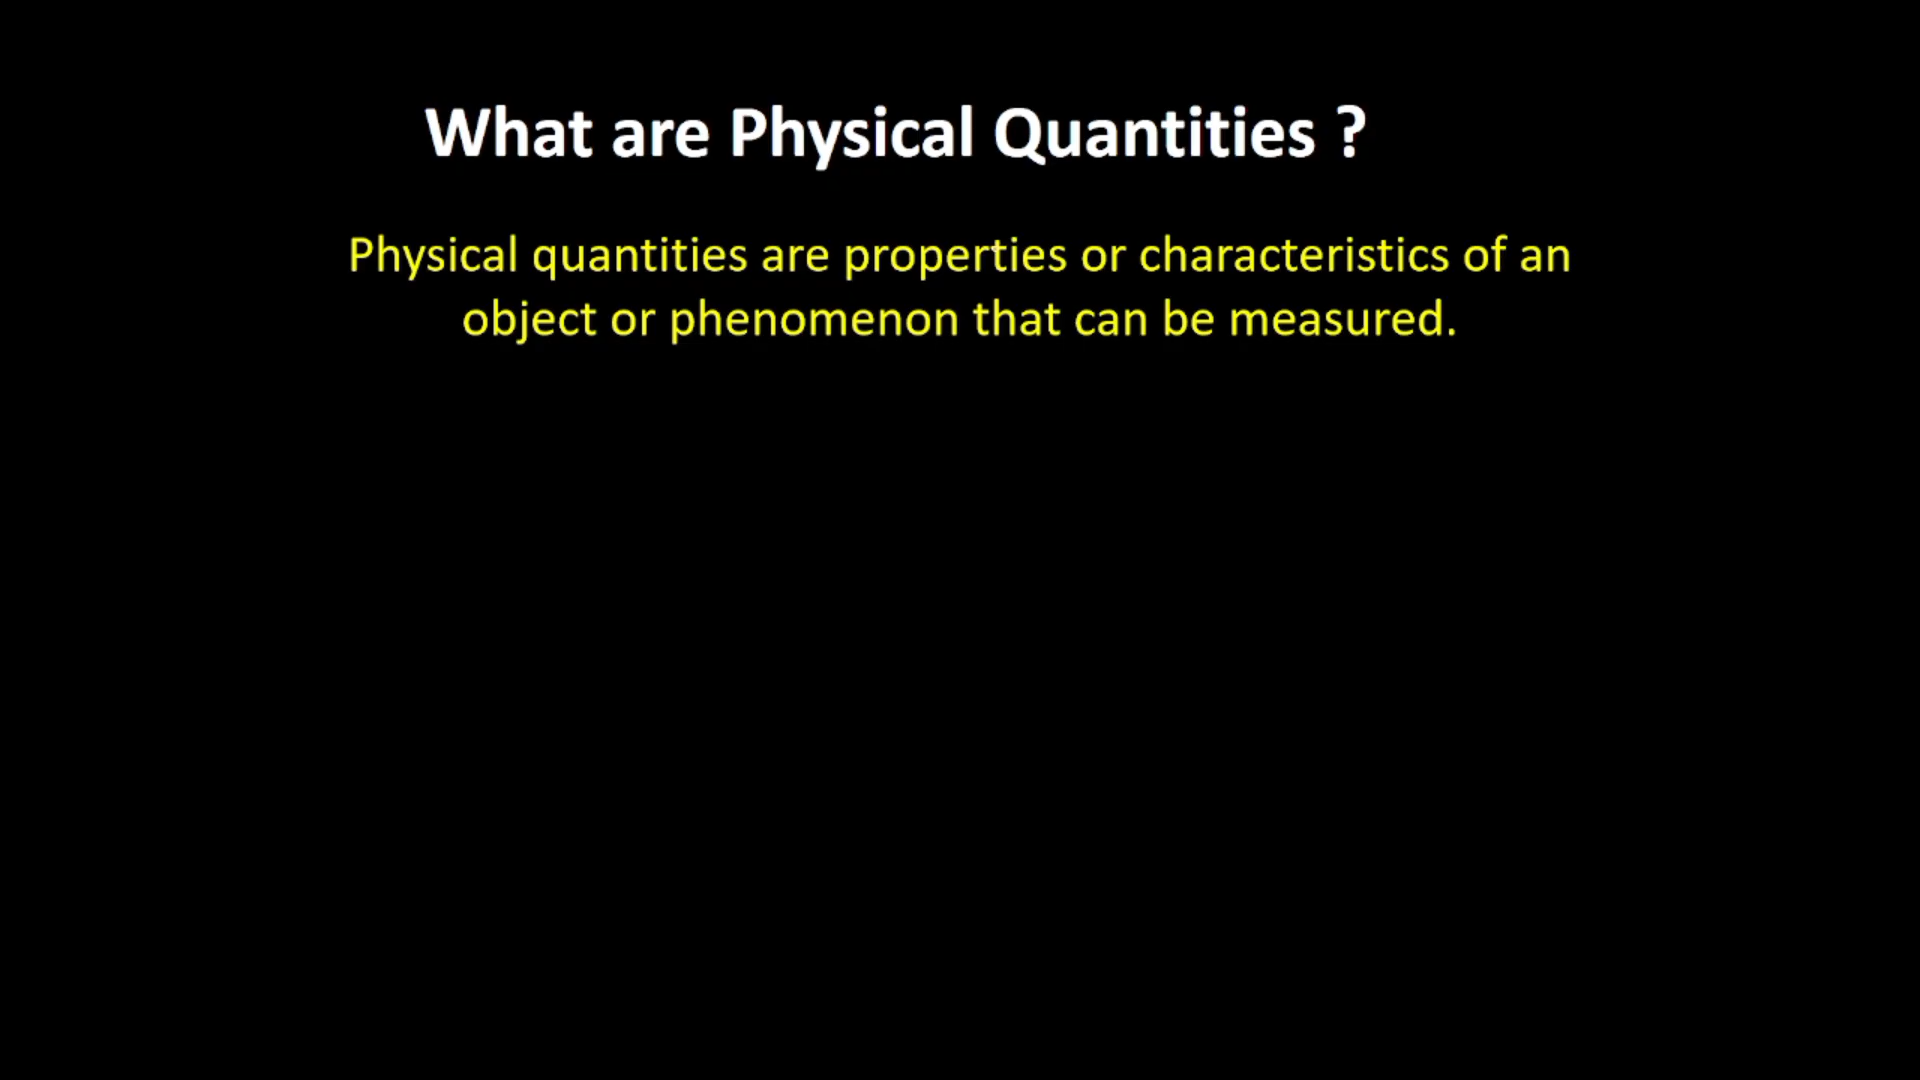 What are Physical Quantities ?
Physical quantities are properties or characteristics of an
object or phenomenon that can be measured.